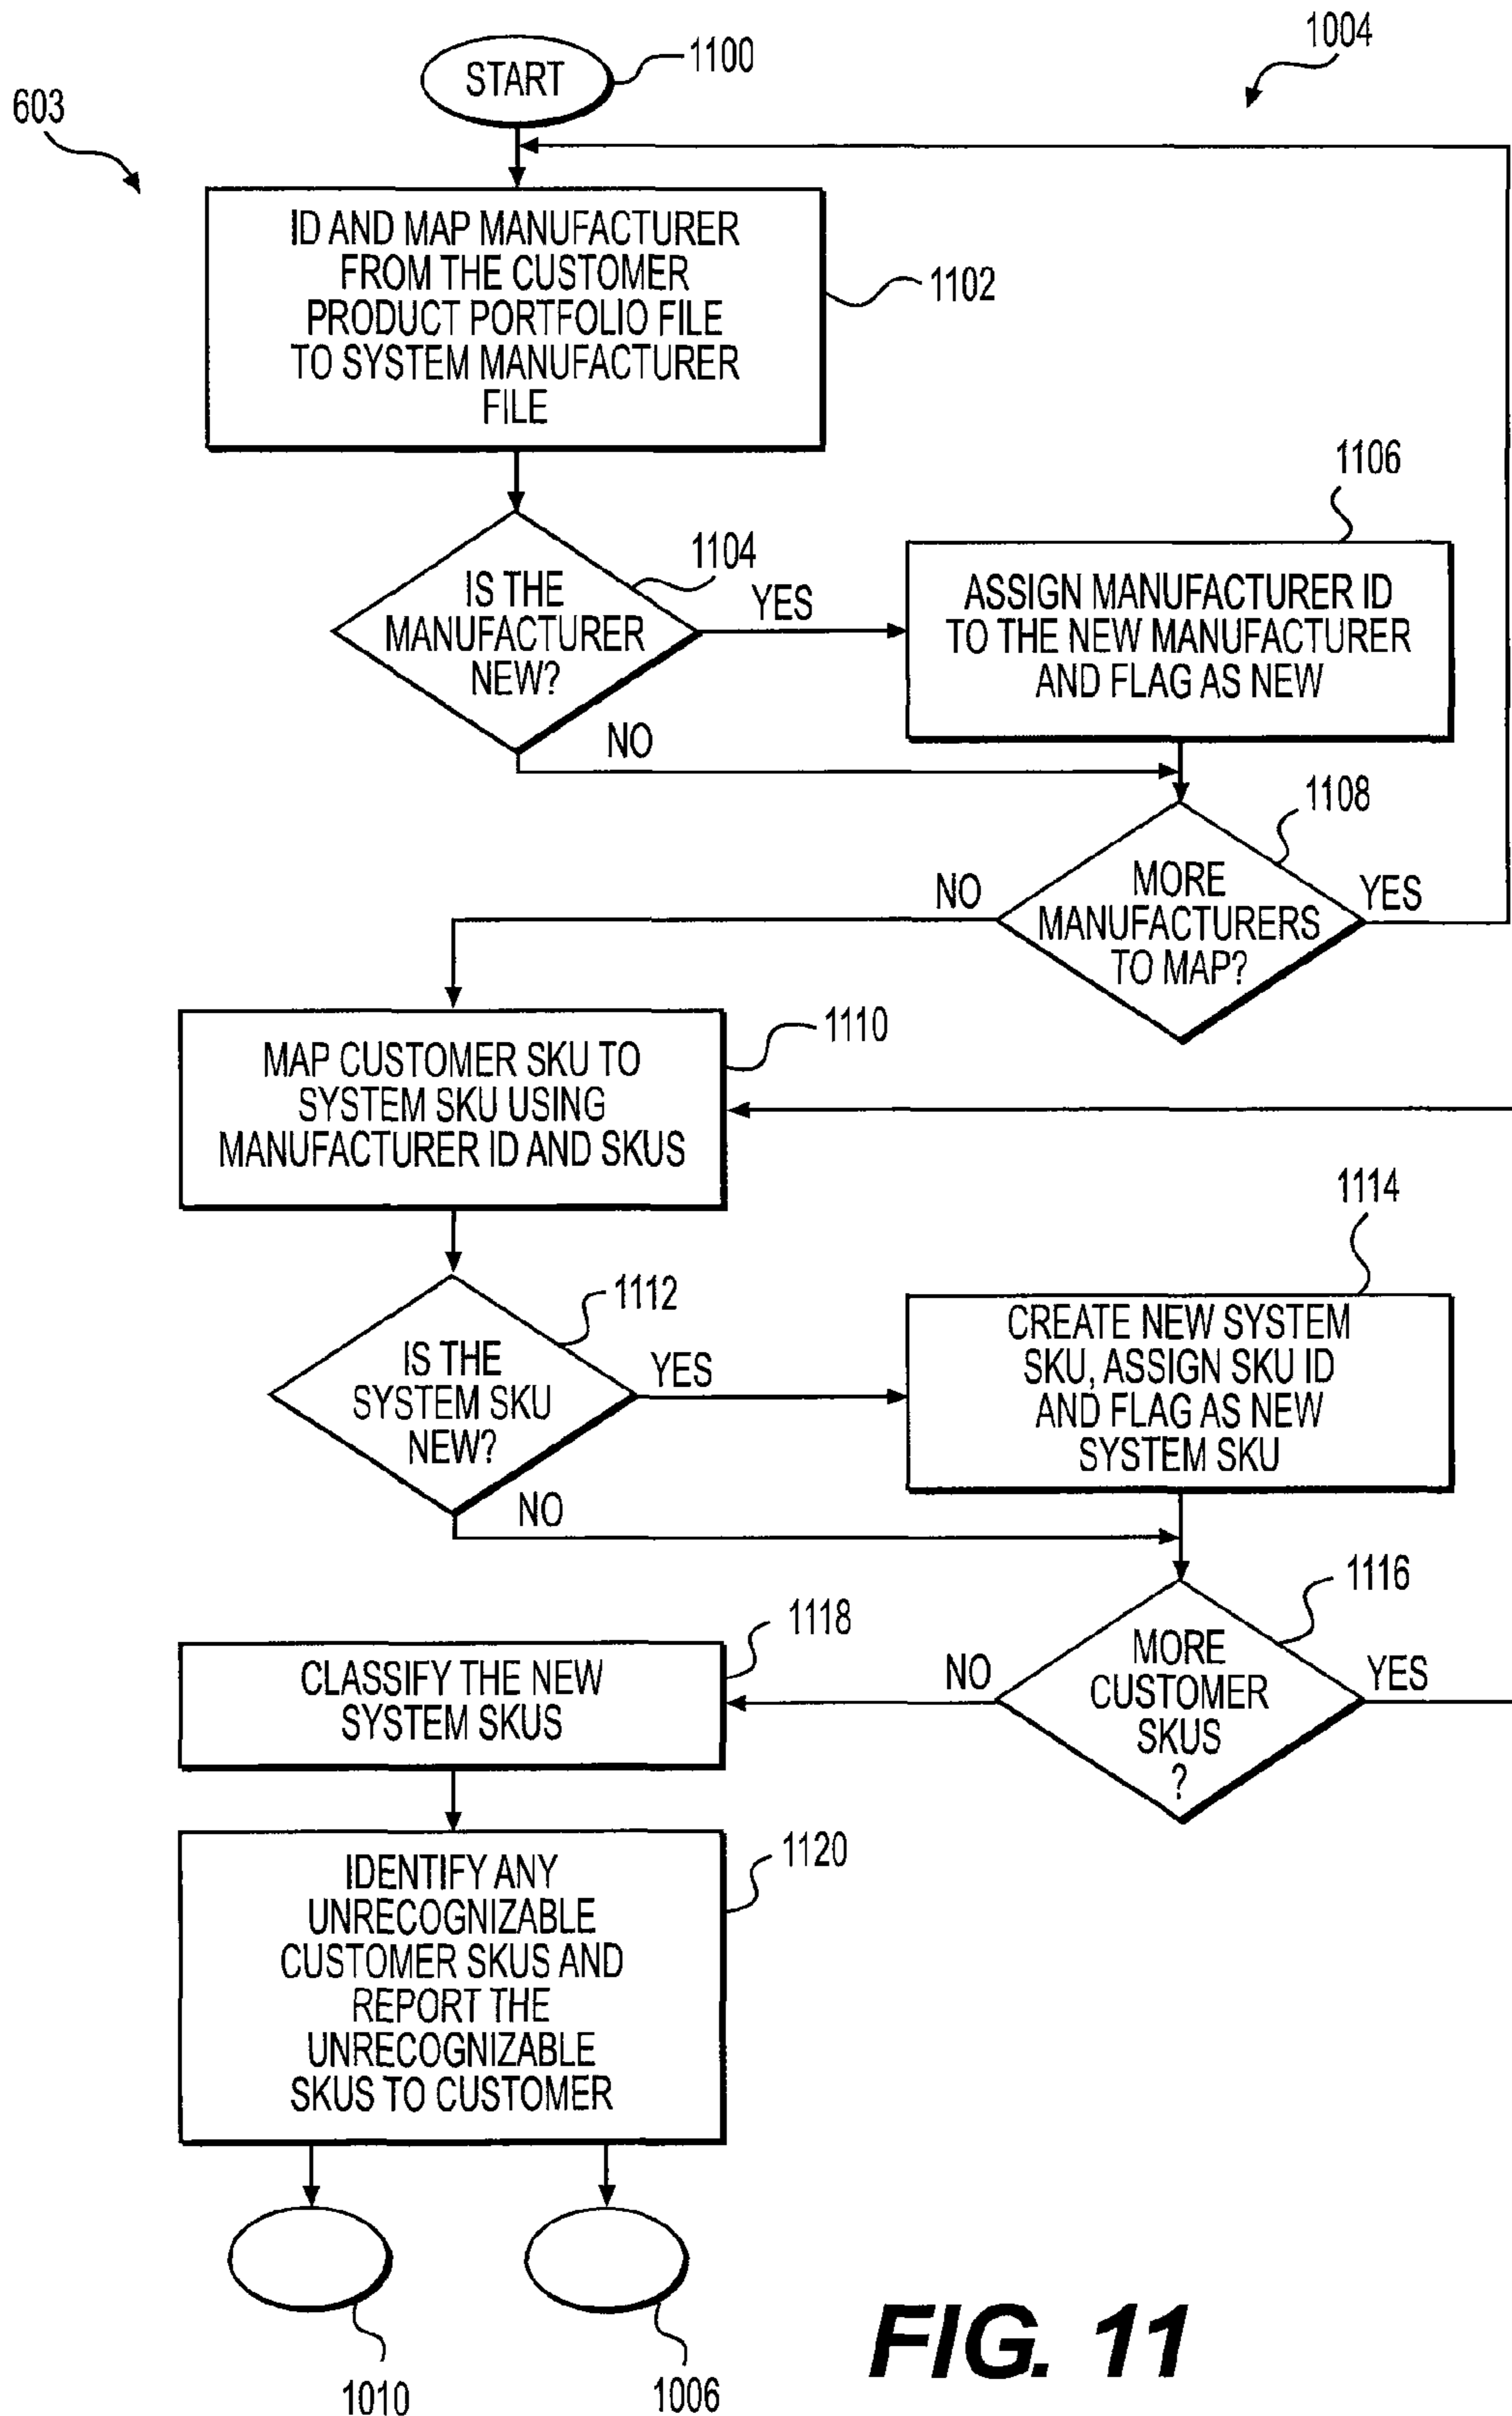 1004
START
1100
603
ID AND MAP MANUFACTURER
FROM THE CUSTOMER
PRODUCT PORTFOLIO FILE
TO SYSTEM MANUFACTURER
FILE
1102
IS THE
MANUFACTURER
NEW?
1104
YES
NO
1106
ASSIGN MANUFACTURER ID
TO THE NEW MANUFACTURER
AND FLAG AS NEW
1108
MORE
MANUFACTURERS
TO MAP?
YES
NO
MAP CUSTOMER SKU TO
SYSTEM SKU USING
MANUFACTURER ID AND SKUS
1110
IS THE
SYSTEM SKU
NEW?
1112
YES
NO
1114
CREATE NEW SYSTEM
SKU, ASSIGN SKU ID
AND FLAG AS NEW
SYSTEM SKU
1116
MORE
CUSTOMER
SKUS
?
YES
NO
CLASSIFY THE NEW
SYSTEM SKUS
1118
IDENTIFY ANY
UNRECOGNIZABLE
CUSTOMER SKUS AND
REPORT THE
UNRECOGNIZABLE
SKUS TO CUSTOMER
1120
1010
1006
FIG. 11